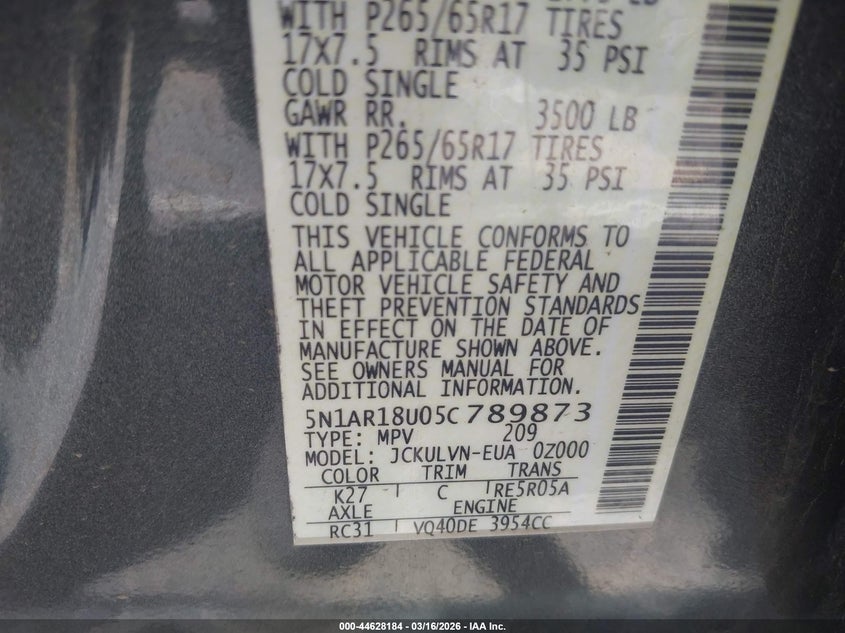 WITH P265/65R17 TIRES
17X7.5 RIMS AT 35 PSI
COLD SINGLE
GAWR RR. 3500 LB
WITH P265/65R17 TIRES
17X7.5 RIMS AT 35 PSI
COLD SINGLE
THIS VEHICLE CONFORMS TO
ALL APPLICABLE FEDERAL
MOTOR VEHICLE SAFETY AND
THEFT PREVENTION STANDARDS
IN EFFECT ON THE DATE OF
MANUFACTURE SHOWN ABOVE.
SEE OWNERS MANUAL FOR
ADDITIONAL INFORMATION.
5N1AR18U05C789873
TYPE: MPV 209
MODEL: JCKULVN-EUA 0Z000
COLOR TRIM TRANS
K27 C RE5R05A
AXLE ENGINE
RC31 VQ40DE 3954CC
000-44628184 - 03/16/2026 - IAA Inc.